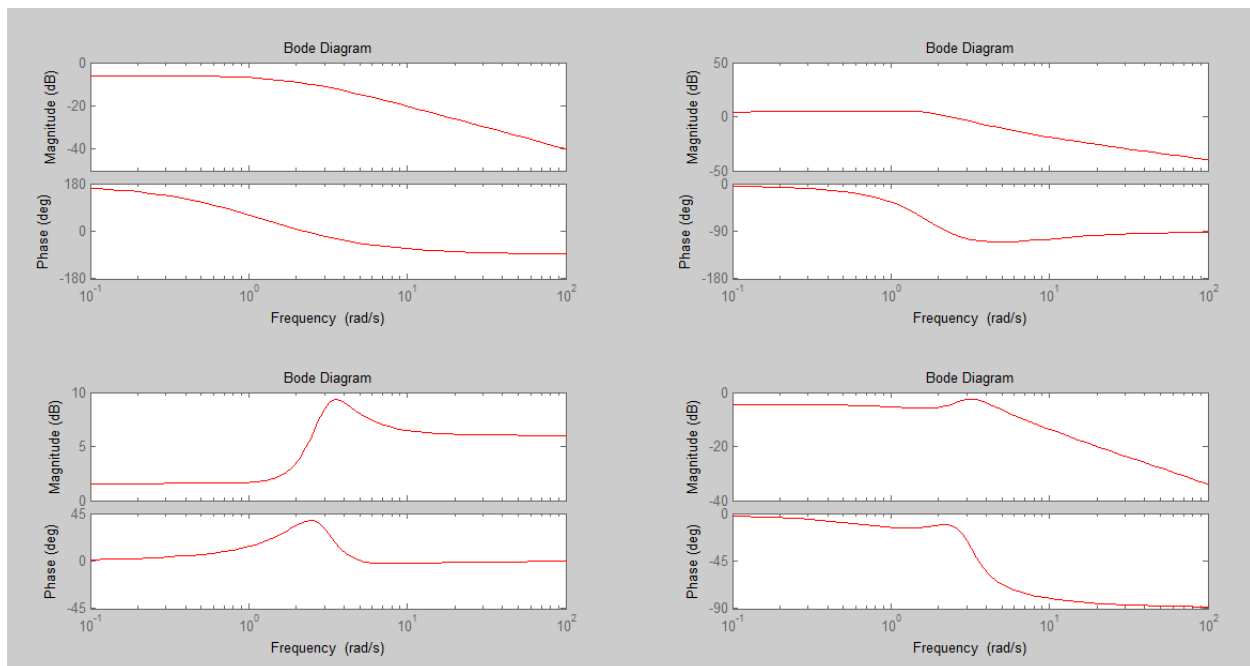 Bode Diagram
0
-20
-40
Magnitude (dB)
180
0
-180
Phase (deg)
10^-1 10^0 10^1 10^2
Frequency (rad/s)
Bode Diagram
50
0
-50
Magnitude (dB)
0
-90
-180
Phase (deg)
10^-1 10^0 10^1 10^2
Frequency (rad/s)
Bode Diagram
10
5
0
Magnitude (dB)
45
0
-45
Phase (deg)
10^-1 10^0 10^1 10^2
Frequency (rad/s)
Bode Diagram
0
-20
-40
Magnitude (dB)
0
-45
-90
Phase (deg)
10^-1 10^0 10^1 10^2
Frequency (rad/s)